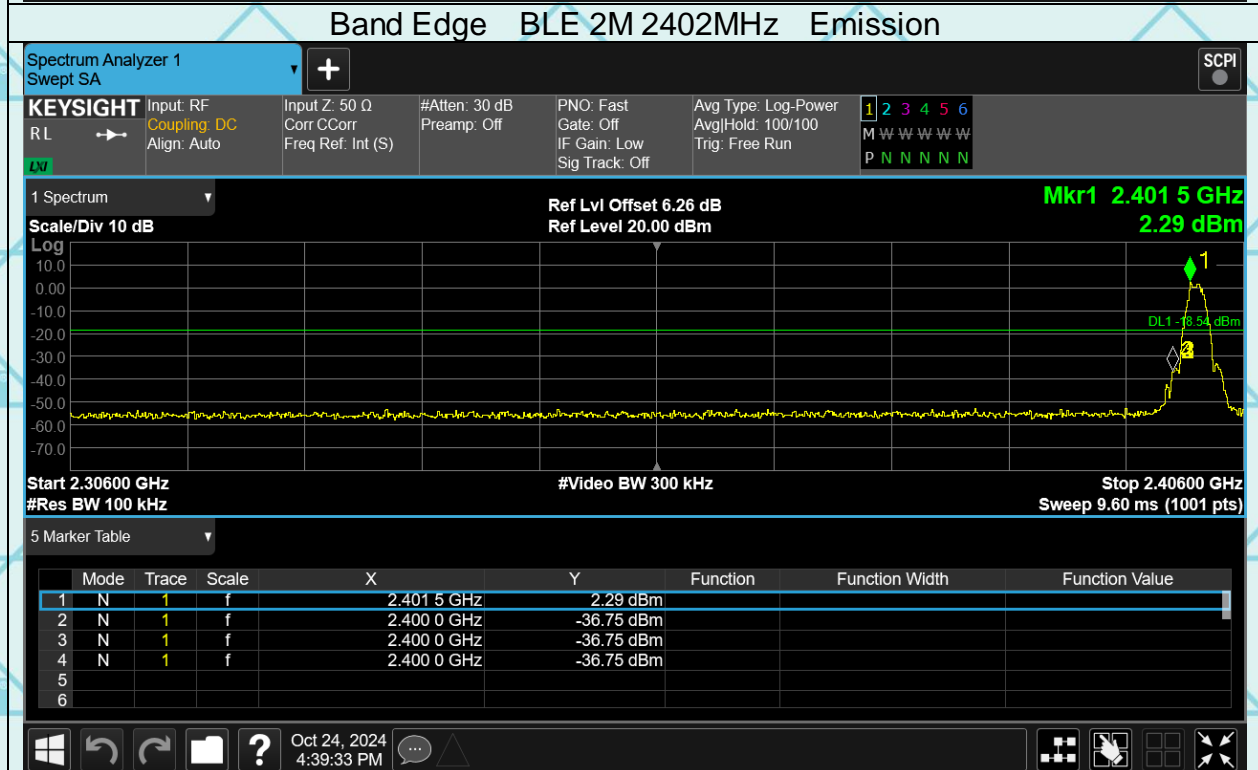 Band Edge BLE 2M 2402MHz Emission
Spectrum Analyzer 1
Swept SA
+
SCPI
KEYSIGHT Input: RF Input Z: 50 Ω #Atten: 30 dB PNO: Fast Avg Type: Log-Power 1 2 3 4 5 6
RL Coupling: DC Corr CCorr Preamp: Off Gate: Off Avg|Hold: 100/100 M W W W W W W
Align: Auto Freq Ref: Int (S) IF Gain: Low Trig: Free Run
LXI Sig Track: Off P N N N N N
1 Spectrum Ref Lvl Offset 6.26 dB Mkr1 2.401 5 GHz
Scale/Div 10 dB Ref Level 20.00 dBm 2.29 dBm
Log
10.0
1
0.00
-10.0
DL1 -18.54 dBm
-20.0
-30.0
-40.0
-50.0
-60.0
-70.0
Start 2.30600 GHz #Video BW 300 kHz Stop 2.40600 GHz
#Res BW 100 kHz Sweep 9.60 ms (1001 pts)
5 Marker Table
Mode Trace Scale X Y Function Function Width Function Value
1 N 1 f 2.401 5 GHz 2.29 dBm
2 N 1 f 2.400 0 GHz -36.75 dBm
3 N 1 f 2.400 0 GHz -36.75 dBm
4 N 1 f 2.400 0 GHz -36.75 dBm
5
6
? Oct 24, 2024
4:39:33 PM